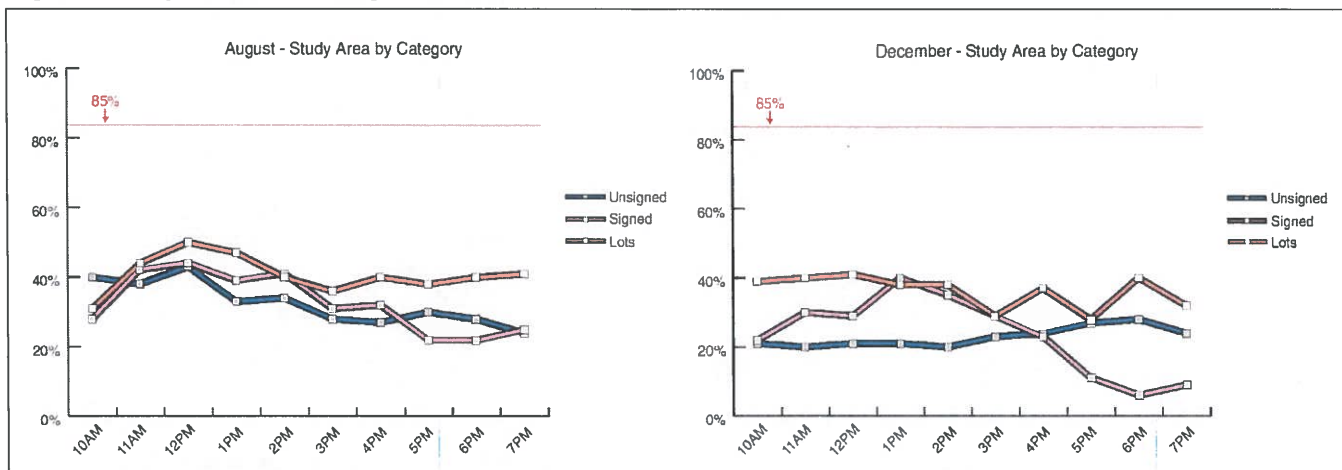 August - Study Area by Category
100%
85%
80%
60%
40%
20%
0%
10AM 11AM 12PM 1PM 2PM 3PM 4PM 5PM 6PM 7PM
Unsigned
Signed
Lots
December - Study Area by Category
100%
85%
80%
60%
40%
20%
0%
10AM 11AM 12PM 1PM 2PM 3PM 4PM 5PM 6PM 7PM
Unsigned
Signed
Lots